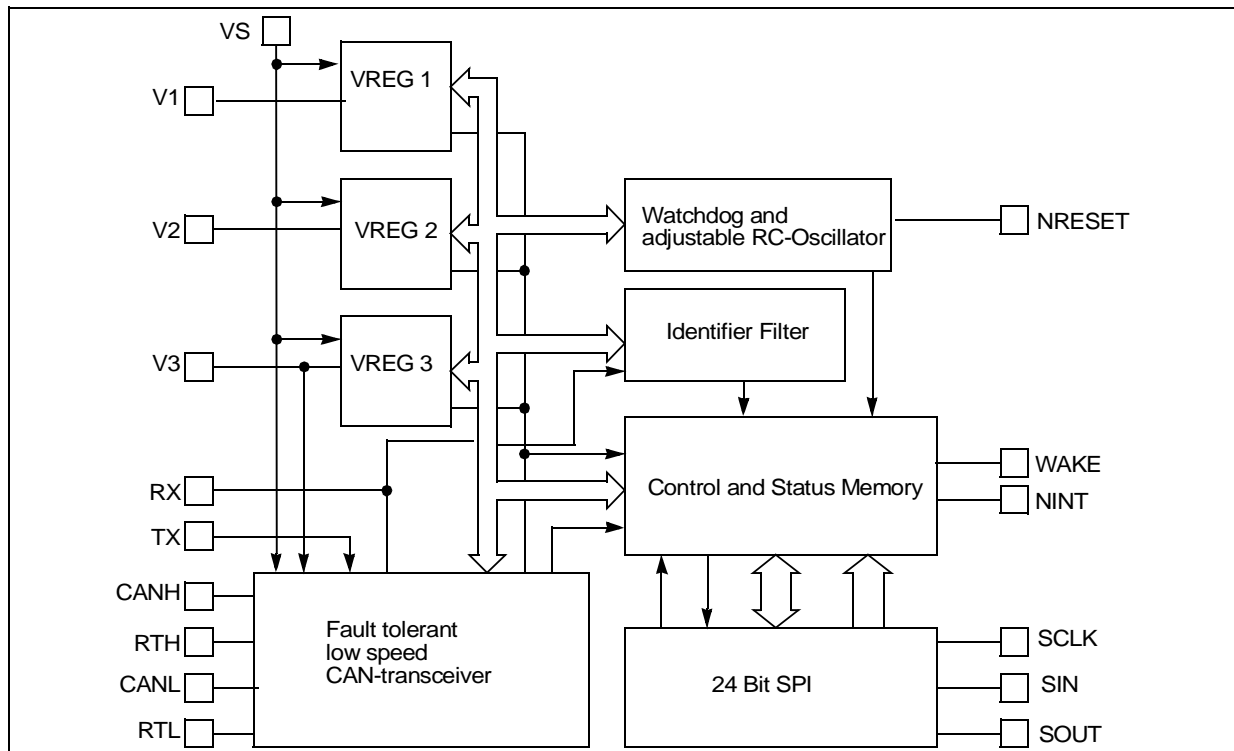 VS
V1
VREG 1
V2
VREG 2
Watchdog and
adjustable RC-Oscillator
NRESET
Identifier Filter
V3
VREG 3
RX
TX
Control and Status Memory
WAKE
NINT
CANH
RTH
CANL
RTL
Fault tolerant
low speed
CAN-transceiver
24 Bit SPI
SCLK
SIN
SOUT